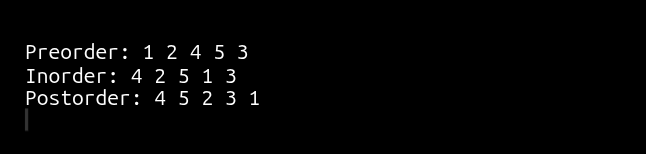 Preorder: 1 2 4 5 3
Inorder: 4 2 5 1 3
Postorder: 4 5 2 3 1